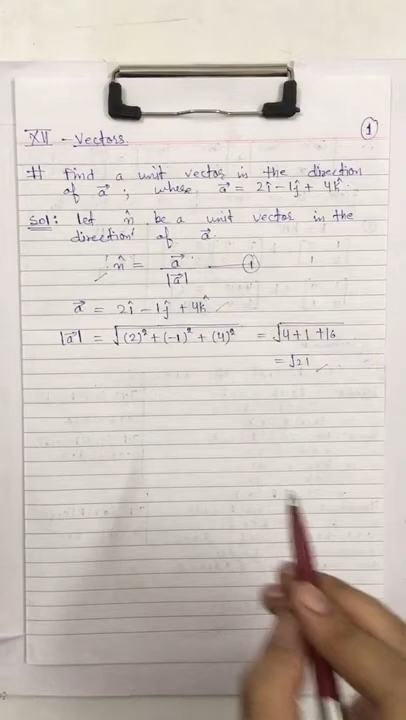 XII - Vectors. ①
# Find a unit vector in the direction
of a⃗ ; where a⃗ = 2î - 1ĵ + 4k̂.
Sol: let n̂ be a unit vector in the
direction of a⃗.
∴ n̂ = a⃗ / |a⃗| — ①
a⃗ = 2î - 1ĵ + 4k̂
|a⃗| = √(2)² + (-1)² + (4)² = √4 + 1 + 16
= √21